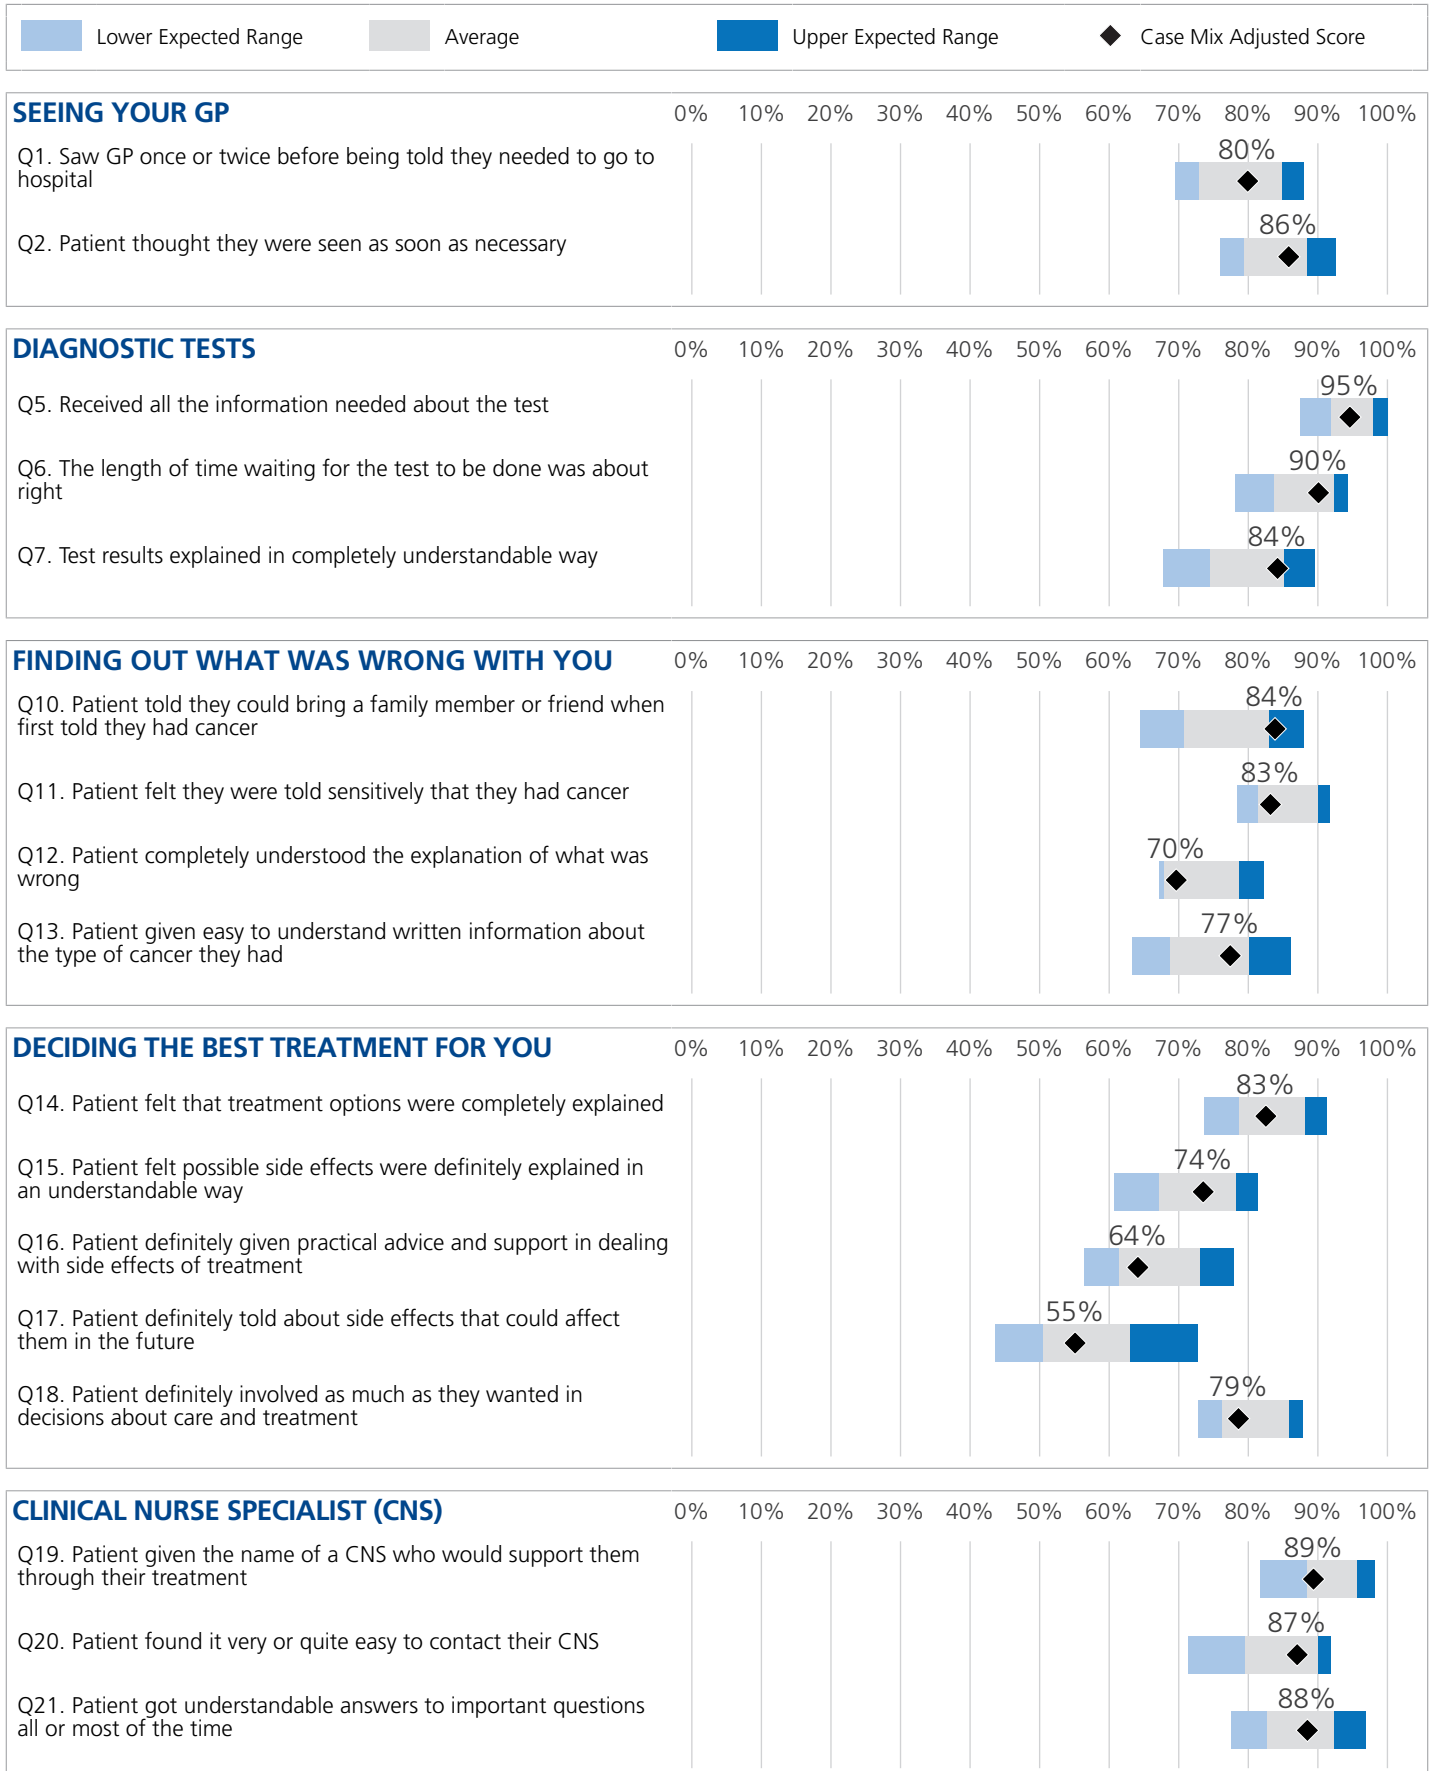 Lower Expected Range Average Upper Expected Range Case Mix Adjusted Score
SEEING YOUR GP 0% 10% 20% 30% 40% 50% 60% 70% 80% 90% 100%
Q1. Saw GP once or twice before being told they needed to go to
hospital
80%
Q2. Patient thought they were seen as soon as necessary
86%
DIAGNOSTIC TESTS 0% 10% 20% 30% 40% 50% 60% 70% 80% 90% 100%
Q5. Received all the information needed about the test
95%
Q6. The length of time waiting for the test to be done was about
right
90%
Q7. Test results explained in completely understandable way
84%
FINDING OUT WHAT WAS WRONG WITH YOU 0% 10% 20% 30% 40% 50% 60% 70% 80% 90% 100%
Q10. Patient told they could bring a family member or friend when
first told they had cancer
84%
Q11. Patient felt they were told sensitively that they had cancer
83%
Q12. Patient completely understood the explanation of what was
wrong
70%
Q13. Patient given easy to understand written information about
the type of cancer they had
77%
DECIDING THE BEST TREATMENT FOR YOU 0% 10% 20% 30% 40% 50% 60% 70% 80% 90% 100%
Q14. Patient felt that treatment options were completely explained
83%
Q15. Patient felt possible side effects were definitely explained in
an understandable way
74%
Q16. Patient definitely given practical advice and support in dealing
with side effects of treatment
64%
Q17. Patient definitely told about side effects that could affect
them in the future
55%
Q18. Patient definitely involved as much as they wanted in
decisions about care and treatment
79%
CLINICAL NURSE SPECIALIST (CNS) 0% 10% 20% 30% 40% 50% 60% 70% 80% 90% 100%
Q19. Patient given the name of a CNS who would support them
through their treatment
89%
Q20. Patient found it very or quite easy to contact their CNS
87%
Q21. Patient got understandable answers to important questions
all or most of the time
88%